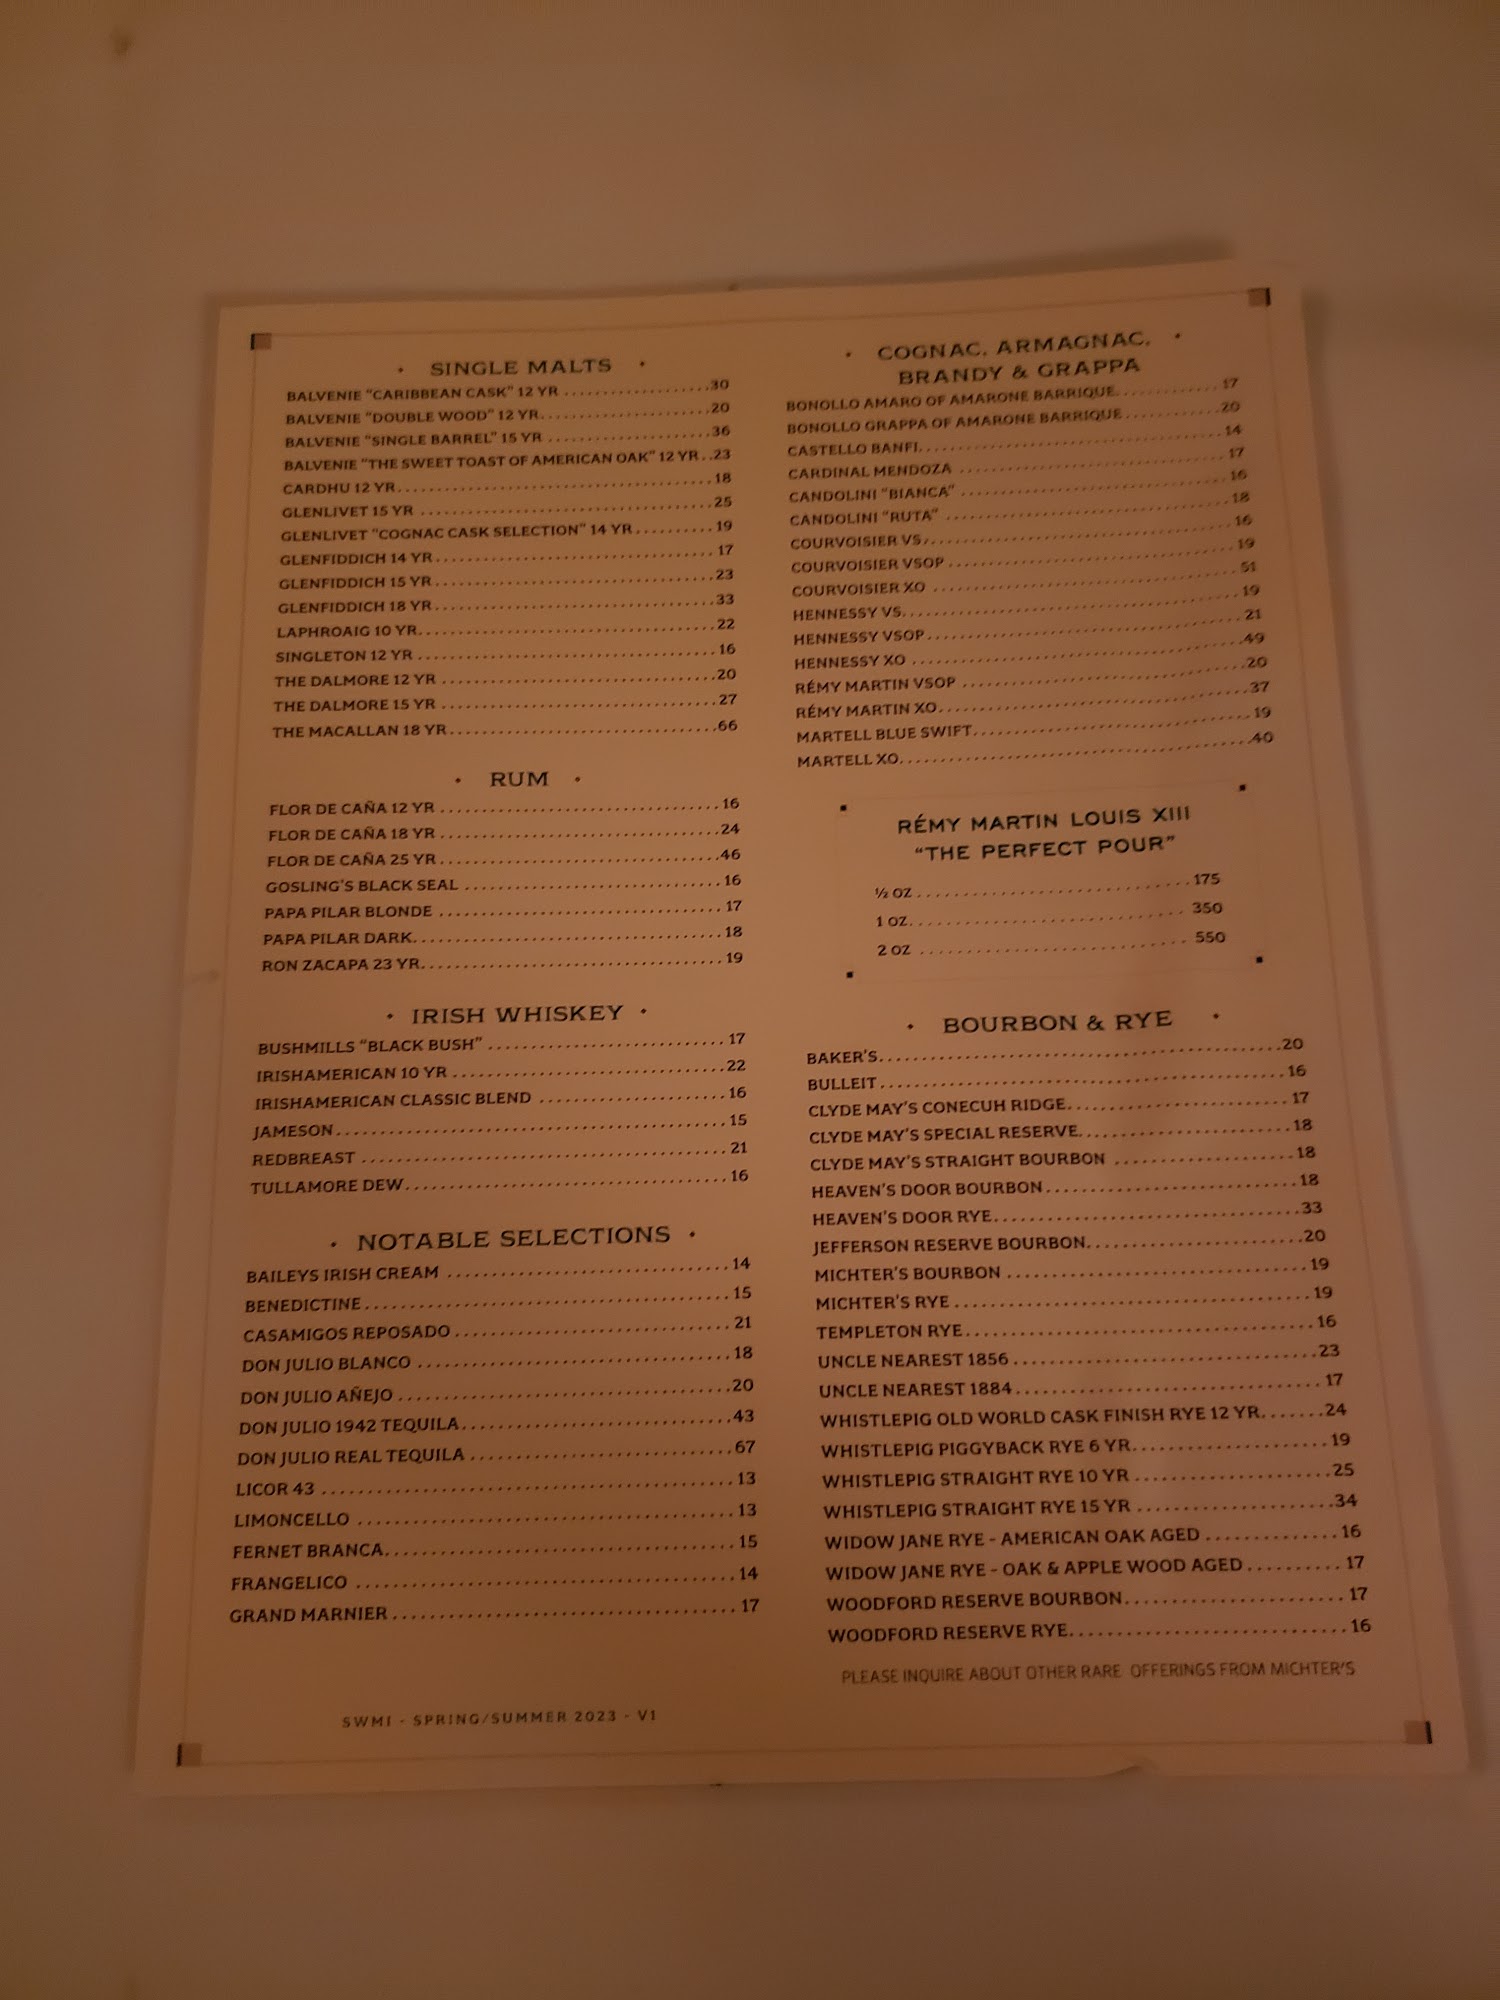 · SINGLE MALTS ·
BALVENIE "CARIBBEAN CASK" 12 YR ....................30
BALVENIE "DOUBLE WOOD" 12 YR.......................20
BALVENIE "SINGLE BARREL" 15 YR ......................36
BALVENIE "THE SWEET TOAST OF AMERICAN OAK" 12 YR..23
CARDHU 12 YR...........................................18
GLENLIVET 15 YR ........................................25
GLENLIVET "COGNAC CASK SELECTION" 14 YR..........19
GLENFIDDICH 14 YR......................................17
GLENFIDDICH 15 YR......................................23
GLENFIDDICH 18 YR......................................33
LAPHROAIG 10 YR........................................22
SINGLETON 12 YR ........................................16
THE DALMORE 12 YR .....................................20
THE DALMORE 15 YR .....................................27
THE MACALLAN 18 YR....................................66
· RUM ·
FLOR DE CAÑA 12 YR .....................................16
FLOR DE CAÑA 18 YR .....................................24
FLOR DE CAÑA 25 YR.....................................46
GOSLING'S BLACK SEAL ..................................16
PAPA PILAR BLONDE .....................................17
PAPA PILAR DARK........................................18
RON ZACAPA 23 YR.......................................19
· IRISH WHISKEY ·
BUSHMILLS "BLACK BUSH" ...............................17
IRISHAMERICAN 10 YR ...................................22
IRISHAMERICAN CLASSIC BLEND ........................16
JAMESON.................................................15
REDBREAST ..............................................21
TULLAMORE DEW.........................................16
· NOTABLE SELECTIONS ·
BAILEYS IRISH CREAM ...................................14
BENEDICTINE.............................................15
CASAMIGOS REPOSADO ..................................21
DON JULIO BLANCO .....................................18
DON JULIO AÑEJO .......................................20
DON JULIO 1942 TEQUILA................................43
DON JULIO REAL TEQUILA ...............................67
LICOR 43 .................................................13
LIMONCELLO .............................................13
FERNET BRANCA..........................................15
FRANGELICO .............................................14
GRAND MARNIER.........................................17
SWMI - SPRING/SUMMER 2023 - V1
· COGNAC, ARMAGNAC, ·
BRANDY & GRAPPA
BONOLLO AMARO OF AMARONE BARRIQUE.............17
BONOLLO GRAPPA OF AMARONE BARRIQUE ............20
CASTELLO BANFI.........................................14
CARDINAL MENDOZA ....................................17
CANDOLINI "BIANCA" ....................................16
CANDOLINI "RUTA" ......................................18
COURVOISIER VS.........................................16
COURVOISIER VSOP ......................................19
COURVOISIER XO ........................................51
HENNESSY VS............................................19
HENNESSY VSOP.........................................21
HENNESSY XO ...........................................49
RÉMY MARTIN VSOP .....................................20
RÉMY MARTIN XO........................................37
MARTELL BLUE SWIFT....................................19
MARTELL XO.............................................40
RÉMY MARTIN LOUIS XIII
"THE PERFECT POUR"
½ OZ ............................175
1 OZ............................ 350
2 OZ ........................... 550
· BOURBON & RYE ·
BAKER'S..................................................20
BULLEIT..................................................16
CLYDE MAY'S CONECUH RIDGE...........................17
CLYDE MAY'S SPECIAL RESERVE..........................18
CLYDE MAY'S STRAIGHT BOURBON .......................18
HEAVEN'S DOOR BOURBON...............................18
HEAVEN'S DOOR RYE......................................33
JEFFERSON RESERVE BOURBON..........................20
MICHTER'S BOURBON ....................................19
MICHTER'S RYE ..........................................19
TEMPLETON RYE.........................................16
UNCLE NEAREST 1856 ....................................23
UNCLE NEAREST 1884 ....................................17
WHISTLEPIG OLD WORLD CASK FINISH RYE 12 YR.......24
WHISTLEPIG PIGGYBACK RYE 6 YR.......................19
WHISTLEPIG STRAIGHT RYE 10 YR .......................25
WHISTLEPIG STRAIGHT RYE 15 YR .......................34
WIDOW JANE RYE - AMERICAN OAK AGED ...............16
WIDOW JANE RYE - OAK & APPLE WOOD AGED ..........17
WOODFORD RESERVE BOURBON.........................17
WOODFORD RESERVE RYE................................16
PLEASE INQUIRE ABOUT OTHER RARE OFFERINGS FROM MICHTER'S